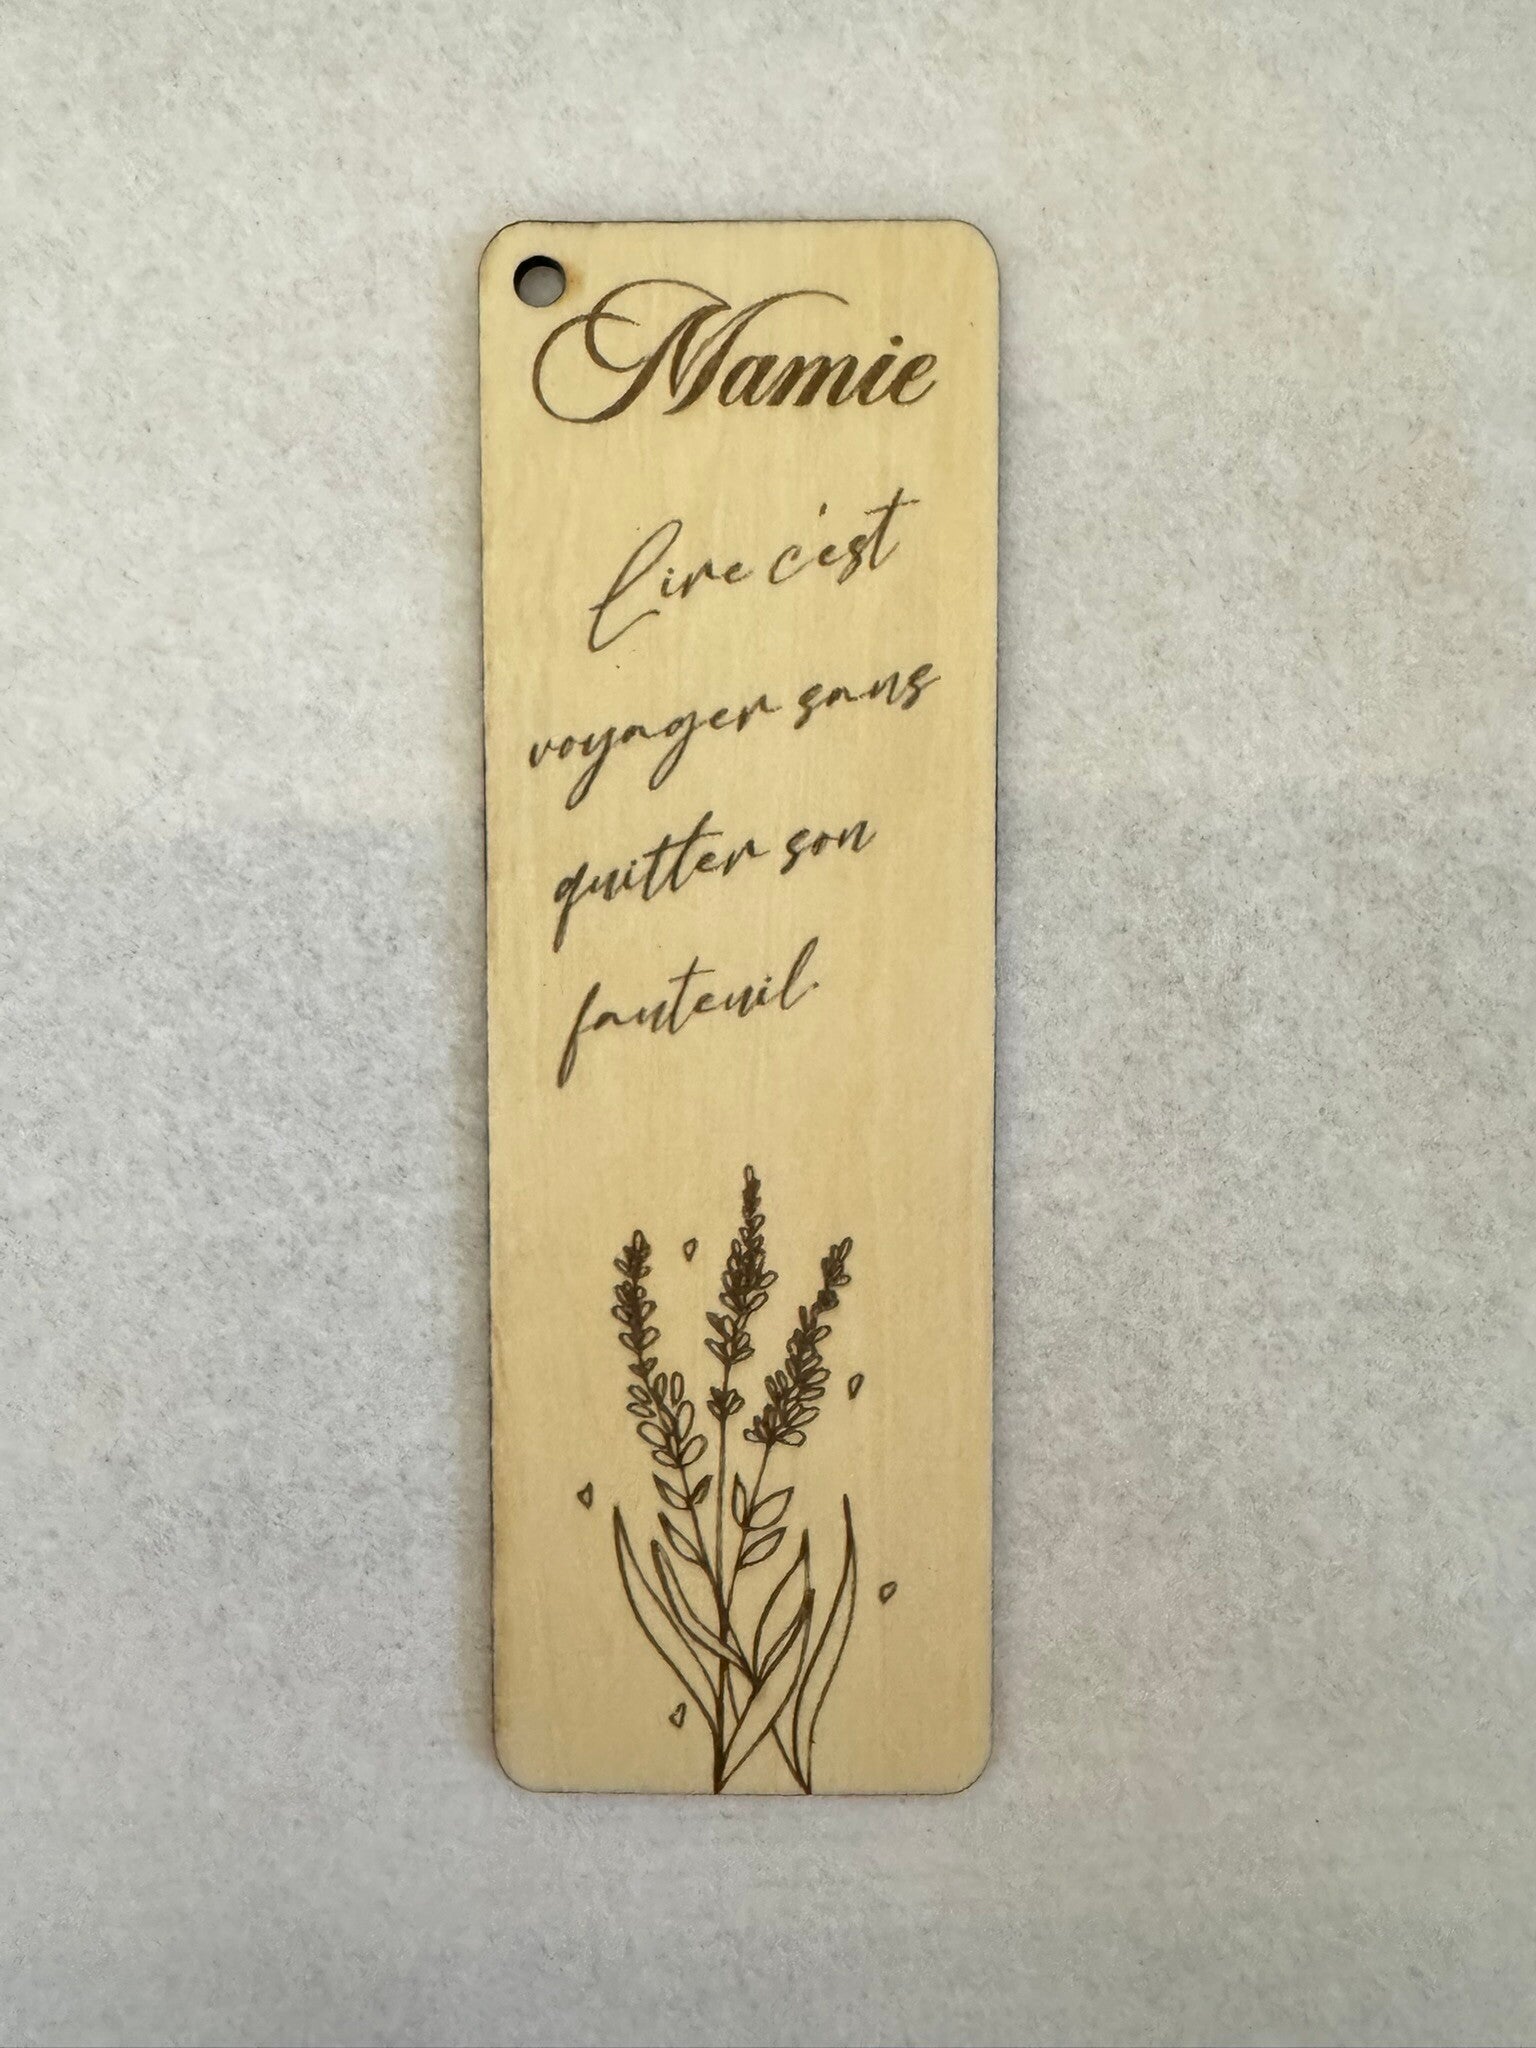 Mamie
Lire c'est
voyager sans
quitter son
fauteuil.